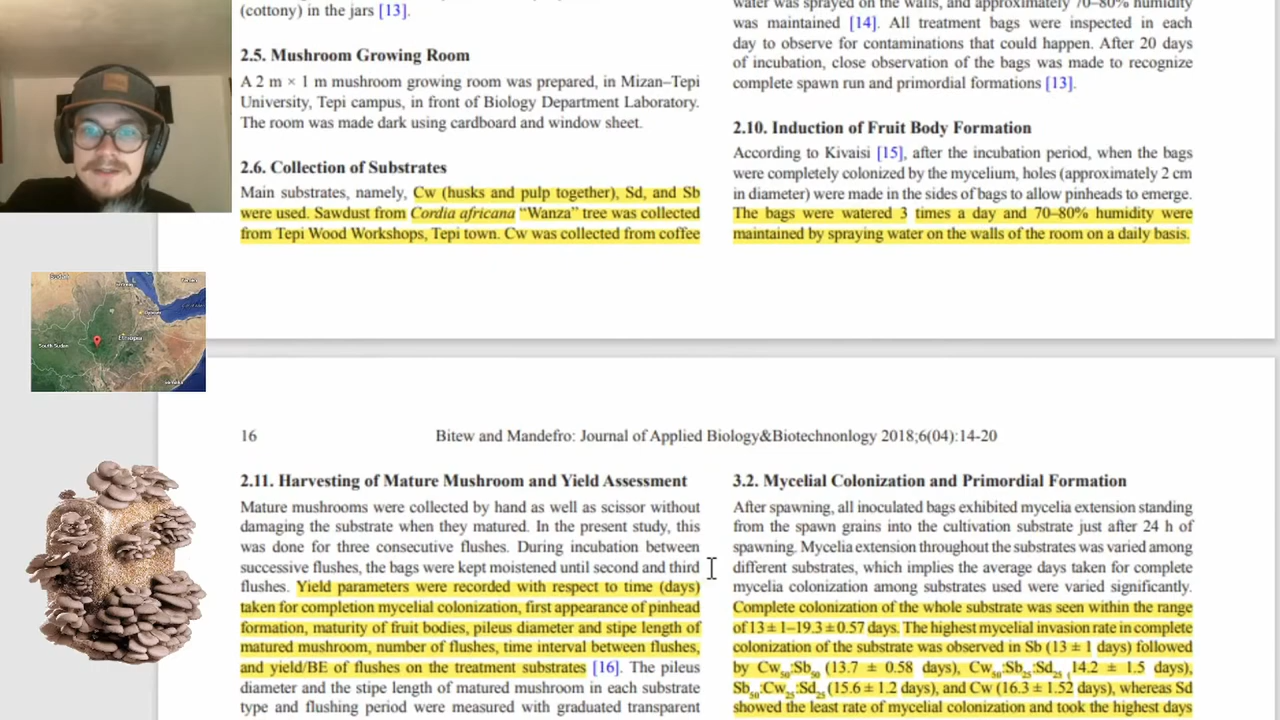 (cottony) in the jars [13].
2.5. Mushroom Growing Room
A 2 m × 1 m mushroom growing room was prepared, in Mizan–Tepi
University, Tepi campus, in front of Biology Department Laboratory.
The room was made dark using cardboard and window sheet.
2.6. Collection of Substrates
Main substrates, namely, Cw (husks and pulp together), Sd, and Sb
were used. Sawdust from Cordia africana “Wanza” tree was collected
from Tepi Wood Workshops, Tepi town. Cw was collected from coffee
water was sprayed on the walls, and approximately 70–80% humidity
was maintained [14]. All treatment bags were inspected in each
day to observe for contaminations that could happen. After 20 days
of incubation, close observation of the bags was made to recognize
complete spawn run and primordial formations [13].
2.10. Induction of Fruit Body Formation
According to Kivaisi [15], after the incubation period, when the bags
were completely colonized by the mycelium, holes (approximately 2 cm
in diameter) were made in the sides of bags to allow pinheads to emerge.
The bags were watered 3 times a day and 70–80% humidity were
maintained by spraying water on the walls of the room on a daily basis.
South Sudan
Ethiopia
16
Bitew and Mandefro: Journal of Applied Biology&Biotechnonlogy 2018;6(04):14-20
2.11. Harvesting of Mature Mushroom and Yield Assessment
Mature mushrooms were collected by hand as well as scissor without
damaging the substrate when they matured. In the present study, this
was done for three consecutive flushes. During incubation between
successive flushes, the bags were kept moistened until second and third
flushes. Yield parameters were recorded with respect to time (days)
taken for completion mycelial colonization, first appearance of pinhead
formation, maturity of fruit bodies, pileus diameter and stipe length of
matured mushroom, number of flushes, time interval between flushes,
and yield/BE of flushes on the treatment substrates [16]. The pileus
diameter and the stipe length of matured mushroom in each substrate
type and flushing period were measured with graduated transparent
3.2. Mycelial Colonization and Primordial Formation
After spawning, all inoculated bags exhibited mycelia extension standing
from the spawn grains into the cultivation substrate just after 24 h of
spawning. Mycelia extension throughout the substrates was varied among
different substrates, which implies the average days taken for complete
mycelia colonization among substrates used were varied significantly.
Complete colonization of the whole substrate was seen within the range
of 13 ± 1–19.3 ± 0.57 days. The highest mycelial invasion rate in complete
colonization of the substrate was observed in Sb (13 ± 1 days) followed
by Cw50:Sb50 (13.7 ± 0.58 days), Cw50:Sb25:Sd25 (14.2 ± 1.5 days),
Sb50:Cw25:Sd25 (15.6 ± 1.2 days), and Cw (16.3 ± 1.52 days), whereas Sd
showed the least rate of mycelial colonization and took the highest days